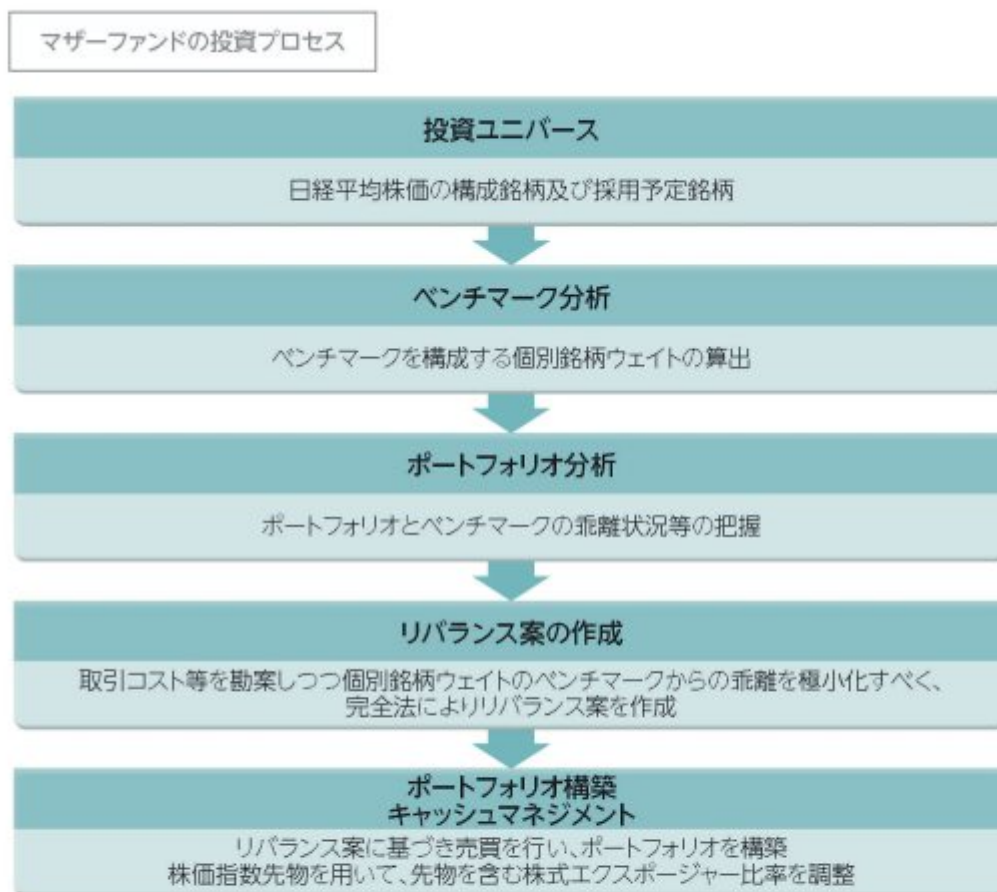 マザーファンドの投資プロセス
投資ユニバース
日経平均株価の構成銘柄及び採用予定銘柄
ベンチマーク分析
ベンチマークを構成する個別銘柄ウェイトの算出
ポートフォリオ分析
ポートフォリオとベンチマークの乖離状況等の把握
リバランス案の作成
取引コスト等を勘案しつつ個別銘柄ウェイトのベンチマークからの乖離を極小化すべく、
完全法によりリバランス案を作成
ポートフォリオ構築
キャッシュマネジメント
リバランス案に基づき売買を行い、ポートフォリオを構築
株価指数先物を用いて、先物を含む株式エクスポージャー比率を調整